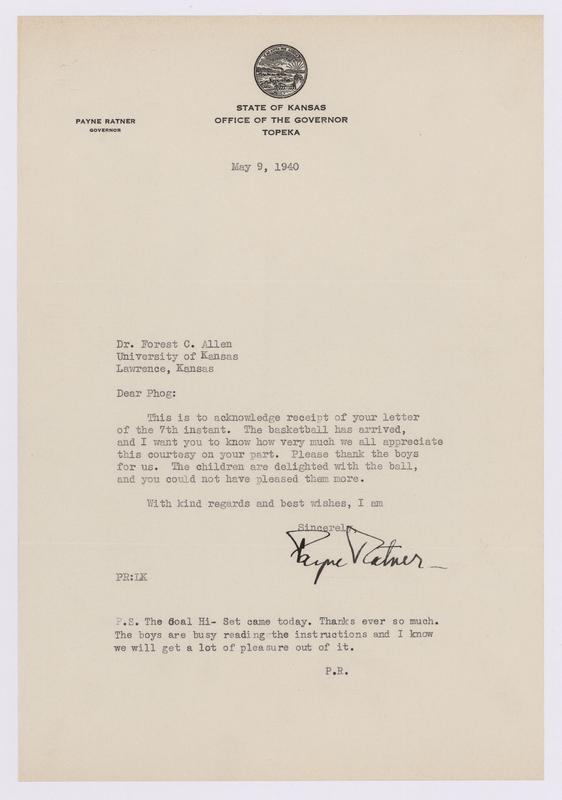 STATE OF KANSAS
OFFICE OF THE GOVERNOR
TOPEKA
PAYNE RATNER
GOVERNOR
May 9, 1940
Dr. Forest C. Allen
University of Kansas
Lawrence, Kansas
Dear Phog:
This is to acknowledge receipt of your letter
of the 7th instant. The basketball has arrived,
and I want you to know how very much we all appreciate
this courtesy on your part. Please thank the boys
for us. The children are delighted with the ball,
and you could not have pleased them more.
With kind regards and best wishes, I am
Sincerely,
Payne Ratner
PR:LK
P.S. The Goal Hi- Set came today. Thanks ever so much.
The boys are busy reading the instructions and I know
we will get a lot of pleasure out of it.
P.R.